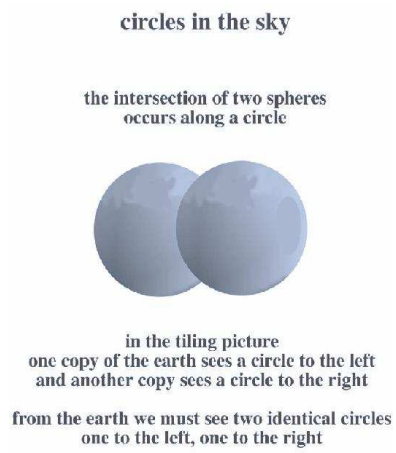 circles in the sky
the intersection of two spheres
occurs along a circle
in the tiling picture
one copy of the earth sees a circle to the left
and another copy sees a circle to the right
from the earth we must see two identical circles
one to the left, one to the right